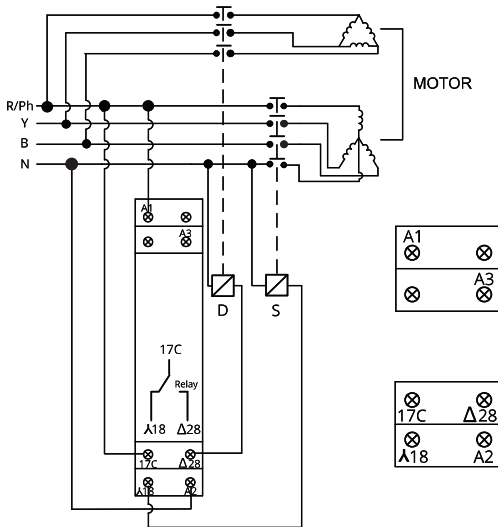 MOTOR
R/Ph
Y
B
N
A1
A3
D
S
17C
Relay
⅄18 Δ28
17C Δ28
⅄18 A2
A1
A3
17C Δ28
⅄18 A2